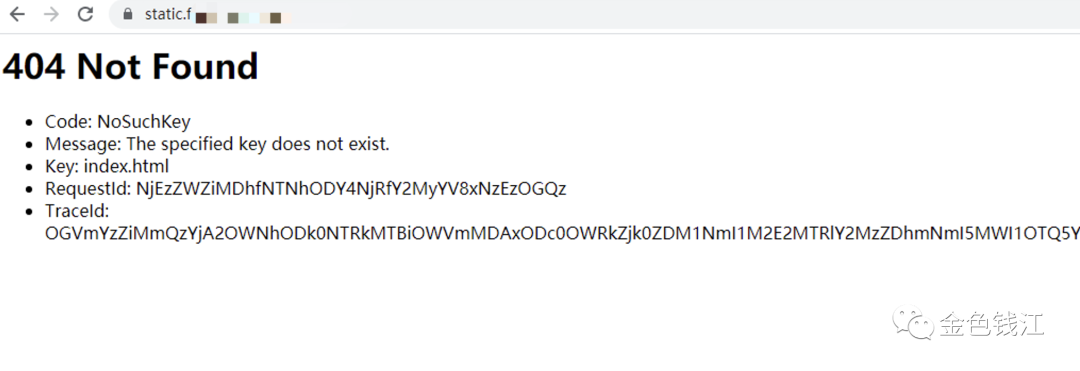 static.f
404 Not Found
Code: NoSuchKey
Message: The specified key does not exist.
Key: index.html
RequestId: NjEzZWZiMDhfNTNhODY4NjRfY2MyYV8xNzEzOGQz
TraceId:
OGVmYzZiMmQzYjA2OWNhODk0NTRkMTBiOWVmMDAxODc0OWRkZjk0ZDM1NmI1M2E2MTRlY2MzZDhmNmI5MWI1OTQ5Y
金色钱江